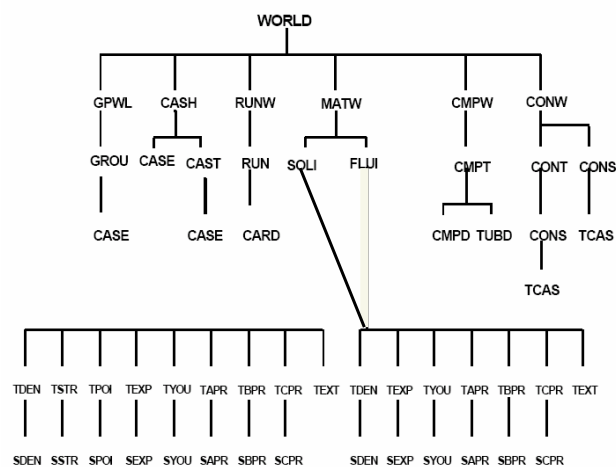 WORLD
GPWL CASH RUNW MATW CMPW CONW
GROU CASE CAST RUN SOLI FLUI CMPT CONT CONS
CASE CASE CARD CMPD TUBD CONS TCAS
TCAS
TDEN TSTR TPOI TEXP TYOU TAPR TBPR TCPR TEXT TDEN TEXP TYOU TAPR TBPR TCPR TEXT
SDEN SSTR SPOI SEXP SYOU SAPR SBPR SCPR SDEN SEXP SYOU SAPR SBPR SCPR